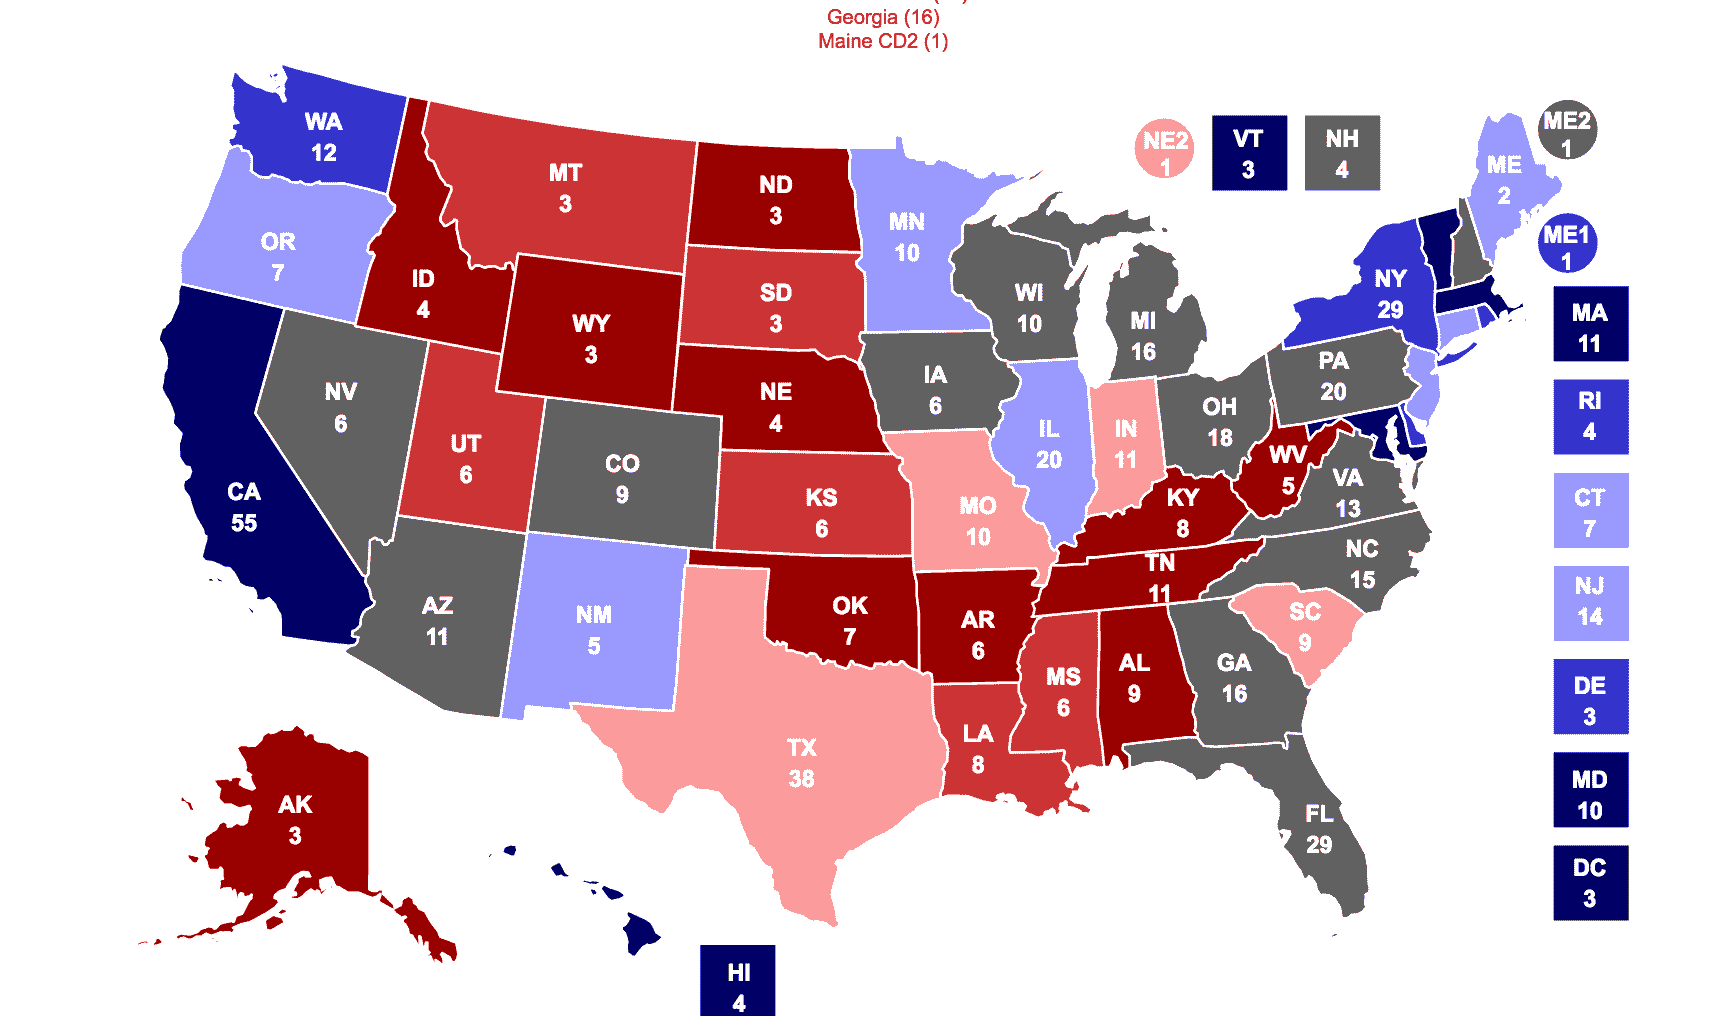 Georgia (16)
Maine CD2 (1)
WA
12
OR
7
CA
55
NV
6
ID
4
MT
3
WY
3
UT
6
CO
9
AZ
11
NM
5
ND
3
SD
3
NE
4
KS
6
OK
7
TX
38
MN
10
IA
6
MO
10
AR
6
LA
8
WI
10
IL
20
MI
16
IN
11
OH
18
KY
8
TN
11
MS
6
AL
9
GA
16
FL
29
SC
9
NC
15
VA
13
WV
5
PA
20
NY
29
ME
2
NE2
1
VT
3
NH
4
ME2
1
ME1
1
MA
11
RI
4
CT
7
NJ
14
DE
3
MD
10
DC
3
AK
3
HI
4